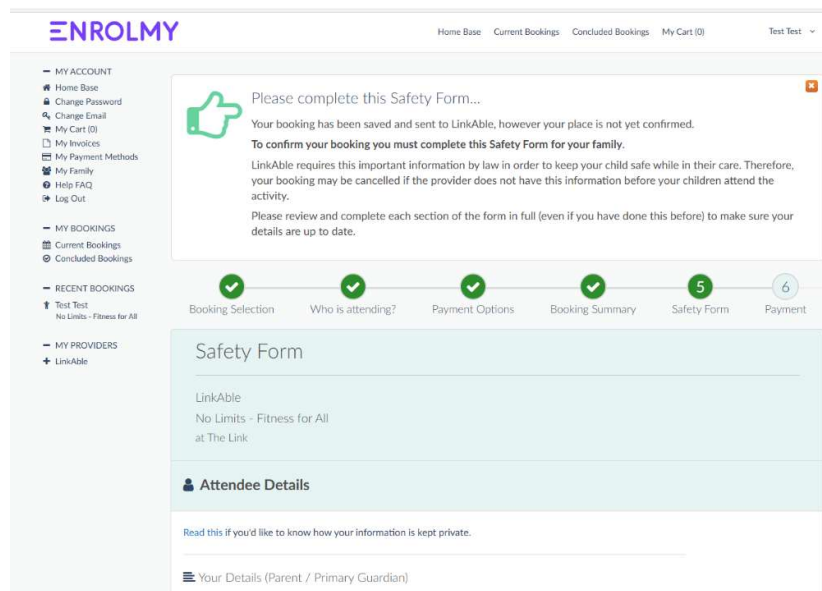 ENROLMY
Home Base Current Bookings Concluded Bookings My Cart (0) Test Test
MY ACCOUNT
Home Base
Change Password
Change Email
My Cart (0)
My Invoices
My Payment Methods
My Family
Help FAQ
Log Out
MY BOOKINGS
Current Bookings
Concluded Bookings
RECENT BOOKINGS
Test Test
No Limits - Fitness for All
MY PROVIDERS
LinkAble
Please complete this Safety Form...
Your booking has been saved and sent to LinkAble, however your place is not yet confirmed.
To confirm your booking you must complete this Safety Form for your family.
LinkAble requires this important information by law in order to keep your child safe while in their care. Therefore,
your booking may be cancelled if the provider does not have this information before your children attend the
activity.
Please review and complete each section of the form in full (even if you have done this before) to make sure your
details are up to date.
5 6
Booking Selection Who is attending? Payment Options Booking Summary Safety Form Payment
Safety Form
LinkAble
No Limits - Fitness for All
at The Link
Attendee Details
Read this if you'd like to know how your information is kept private.
Your Details (Parent / Primary Guardian)